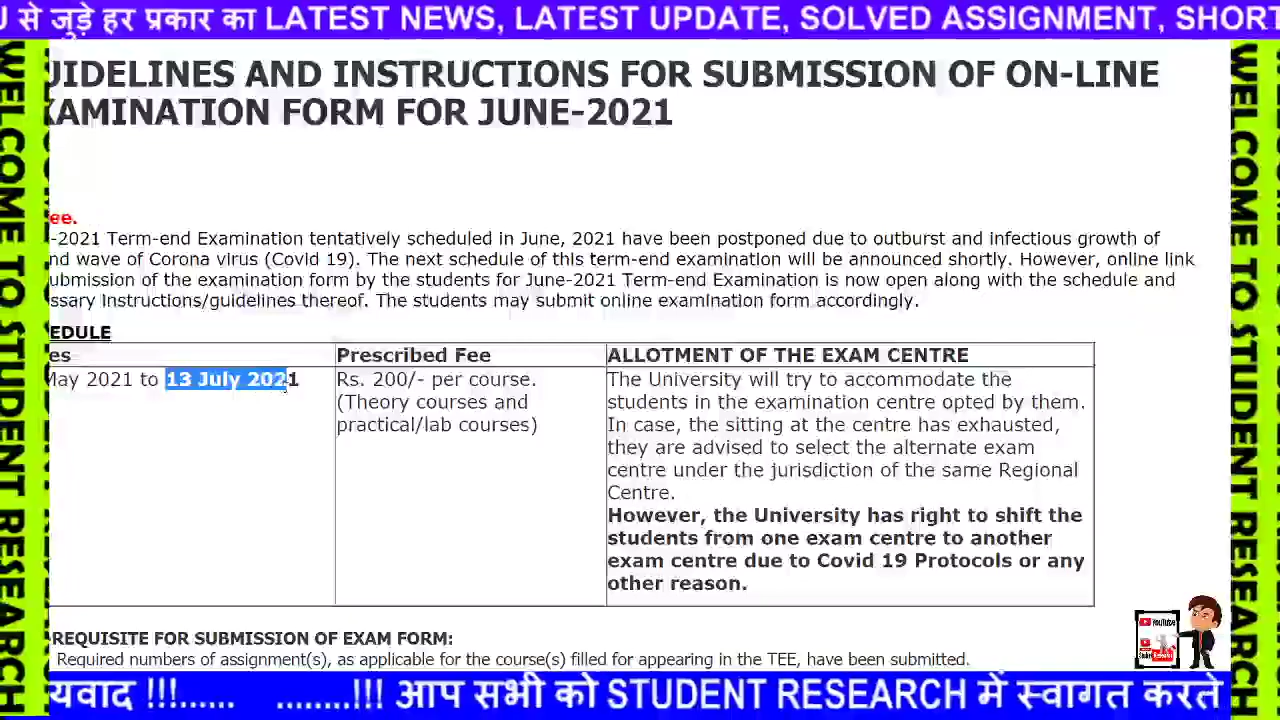 U से जुड़े हर प्रकार का LATEST NEWS, LATEST UPDATE, SOLVED ASSIGNMENT, SHORT
WELCOME TO STUDENT RESEARCH
UIDELINES AND INSTRUCTIONS FOR SUBMISSION OF ON-LINE
XAMINATION FORM FOR JUNE-2021
ee.
-2021 Term-end Examination tentatively scheduled in June, 2021 have been postponed due to outburst and infectious growth of
nd wave of Corona virus (Covid 19). The next schedule of this term-end examination will be announced shortly. However, online link
ubmission of the examination form by the students for June-2021 Term-end Examination is now open along with the schedule and
ssary Instructions/guidelines thereof. The students may submit online examination form accordingly.
EDULE
es
Prescribed Fee
ALLOTMENT OF THE EXAM CENTRE
May 2021 to 13 July 2021
Rs. 200/- per course.
(Theory courses and
practical/lab courses)
The University will try to accommodate the
students in the examination centre opted by them.
In case, the sitting at the centre has exhausted,
they are advised to select the alternate exam
centre under the jurisdiction of the same Regional
Centre.
However, the University has right to shift the
students from one exam centre to another
exam centre due to Covid 19 Protocols or any
other reason.
REQUISITE FOR SUBMISSION OF EXAM FORM:
Required numbers of assignment(s), as applicable for the course(s) filled for appearing in the TEE, have been submitted.
WELCOME TO STUDENT RESEARCH
YouTube
यवाद !!!...... ........!!! आप सभी को STUDENT RESEARCH में स्वागत करते